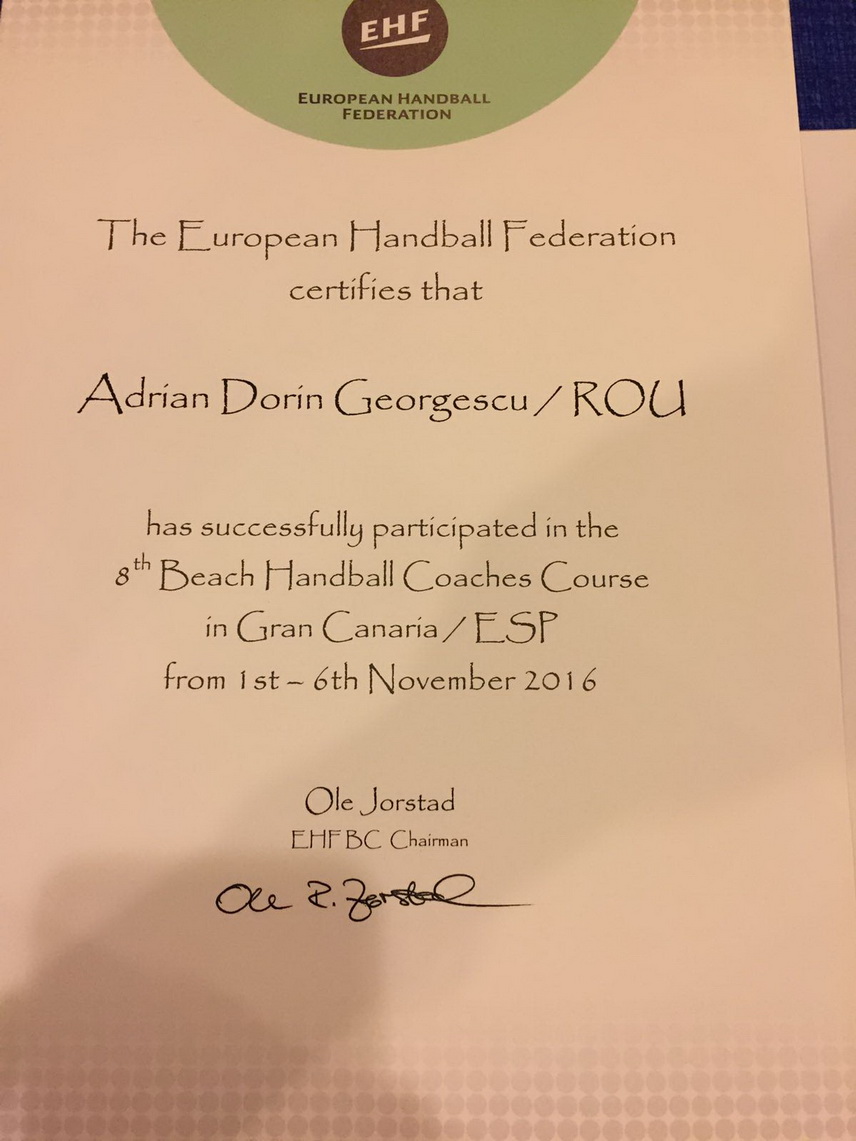 EHF
EUROPEAN HANDBALL
FEDERATION
The European Handball Federation
certifies that
Adrian Dorin Georgescu / ROU
has successfully participated in the
8th Beach Handball Coaches Course
in Gran Canaria / ESP
from 1st – 6th November 2016
Ole Jorstad
EHF BC Chairman
Ole R. Jorstad